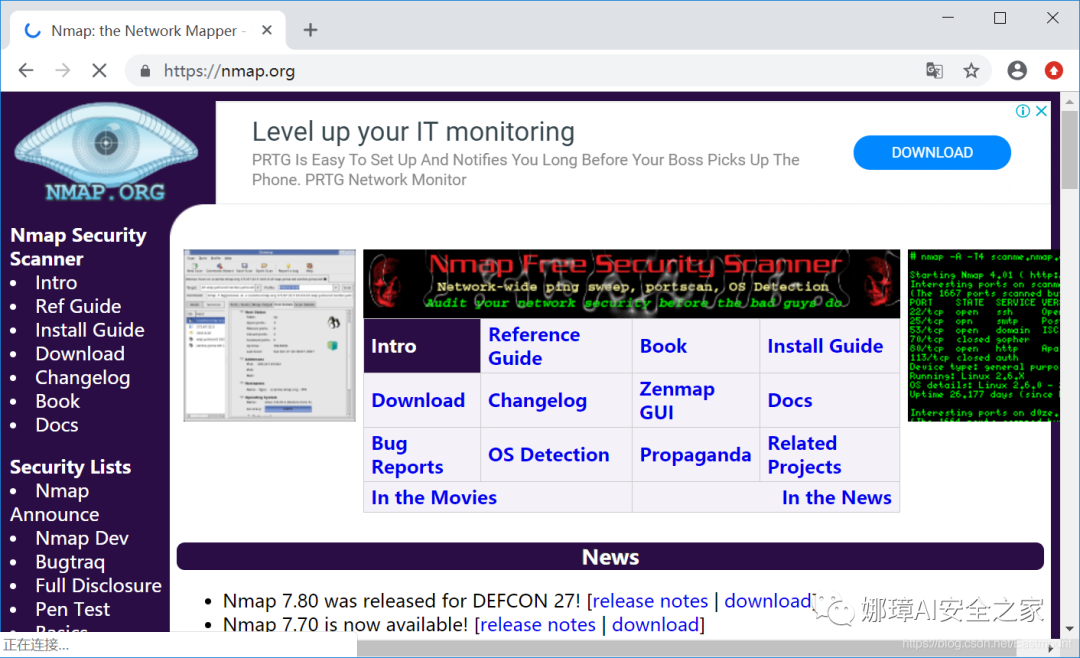 Nmap: the Network Mapper -
https://nmap.org
Level up your IT monitoring
PRTG Is Easy To Set Up And Notifies You Long Before Your Boss Picks Up The
Phone. PRTG Network Monitor
DOWNLOAD
NMAP.ORG
Nmap Security
Scanner
Intro
Ref Guide
Install Guide
Download
Changelog
Book
Docs
Security Lists
Nmap
Announce
Nmap Dev
Bugtraq
Full Disclosure
Pen Test
Basics
Nmap Free Security Scanner
Network-wide ping sweep, portscan, OS Detection
Audit your network security before the bad guys do
Intro
Reference
Guide
Book
Install Guide
Download
Changelog
Zenmap
GUI
Docs
Bug
Reports
OS Detection
Propaganda
Related
Projects
In the Movies
In the News
# nmap -A -T4 scanme.nmap.
Starting Nmap 4.01 ( http:
Interesting ports on scanm
(The 1667 ports scanned bu
PORT STATE SERVICE VERS
22/tcp open ssh Ope
25/tcp open smtp Pos
53/tcp open domain ISC
70/tcp closed gopher
80/tcp open http Apa
113/tcp closed auth
Device type: general purpo
Running: Linux 2.6.X
OS details: Linux 2.6.0 -
Uptime 26.177 days (since
Interesting ports on d0ze.
News
Nmap 7.80 was released for DEFCON 27! [release notes | download]
Nmap 7.70 is now available! [release notes | download]
娜璋AI安全之家
正在连接...